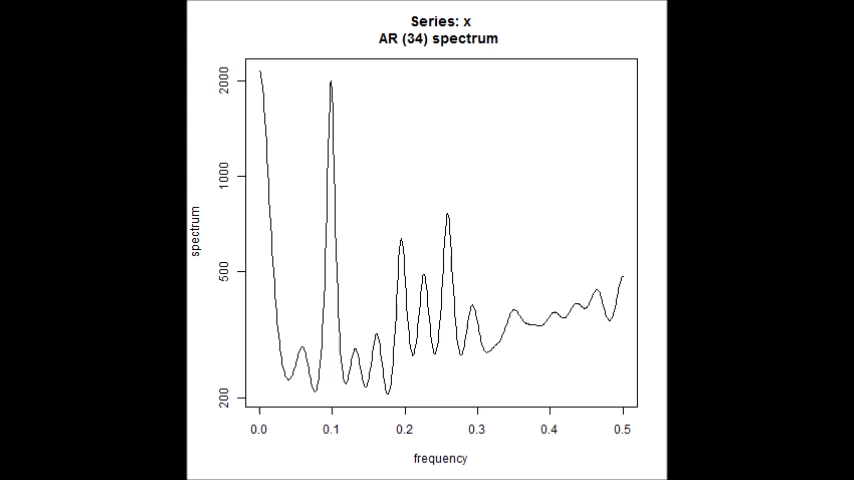 Series: x
AR (34) spectrum
2000
1000
500
200
spectrum
0.0 0.1 0.2 0.3 0.4 0.5
frequency